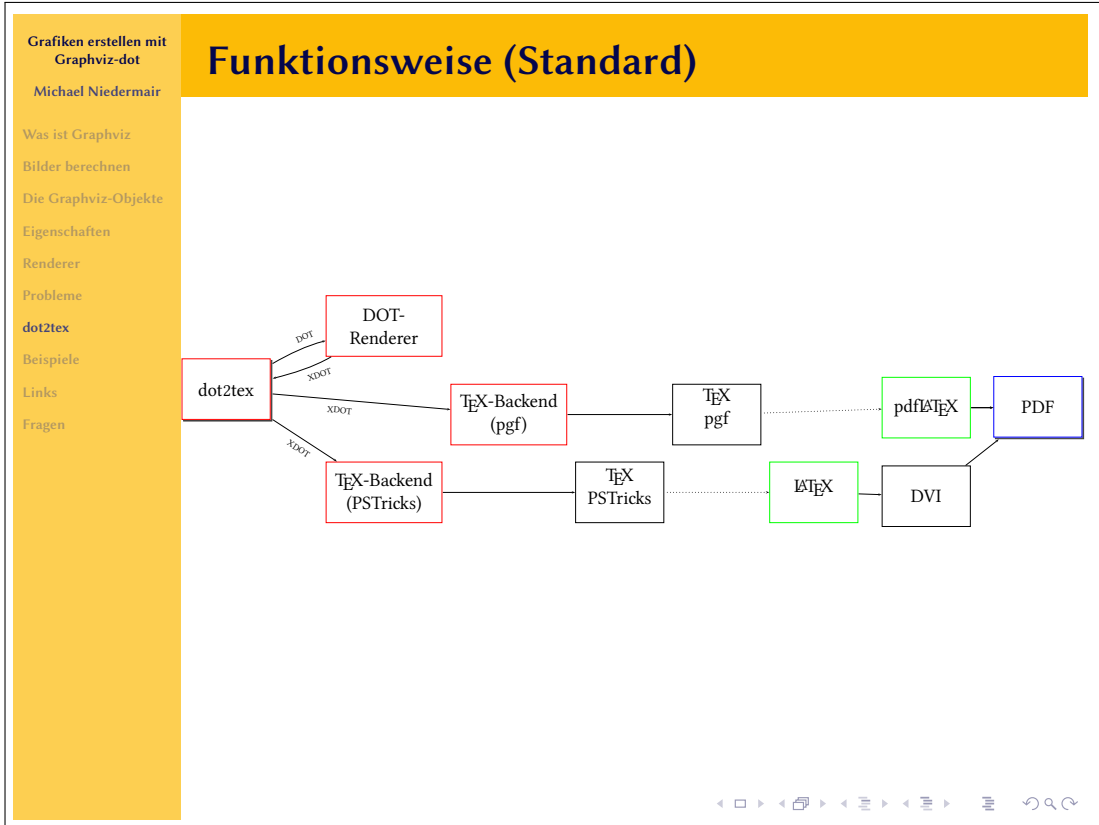 Grafiken erstellen mit
Graphviz-dot
Michael Niedermair
Was ist Graphviz
Bilder berechnen
Die Graphviz-Objekte
Eigenschaften
Renderer
Probleme
dot2tex
Beispiele
Links
Fragen
Funktionsweise (Standard)
DOT-
Renderer
DOT
XDOT
dot2tex
XDOT
XDOT
TEX-Backend
(pgf)
TEX
pgf
pdfLATEX
PDF
TEX-Backend
(PSTricks)
TEX
PSTricks
LATEX
DVI